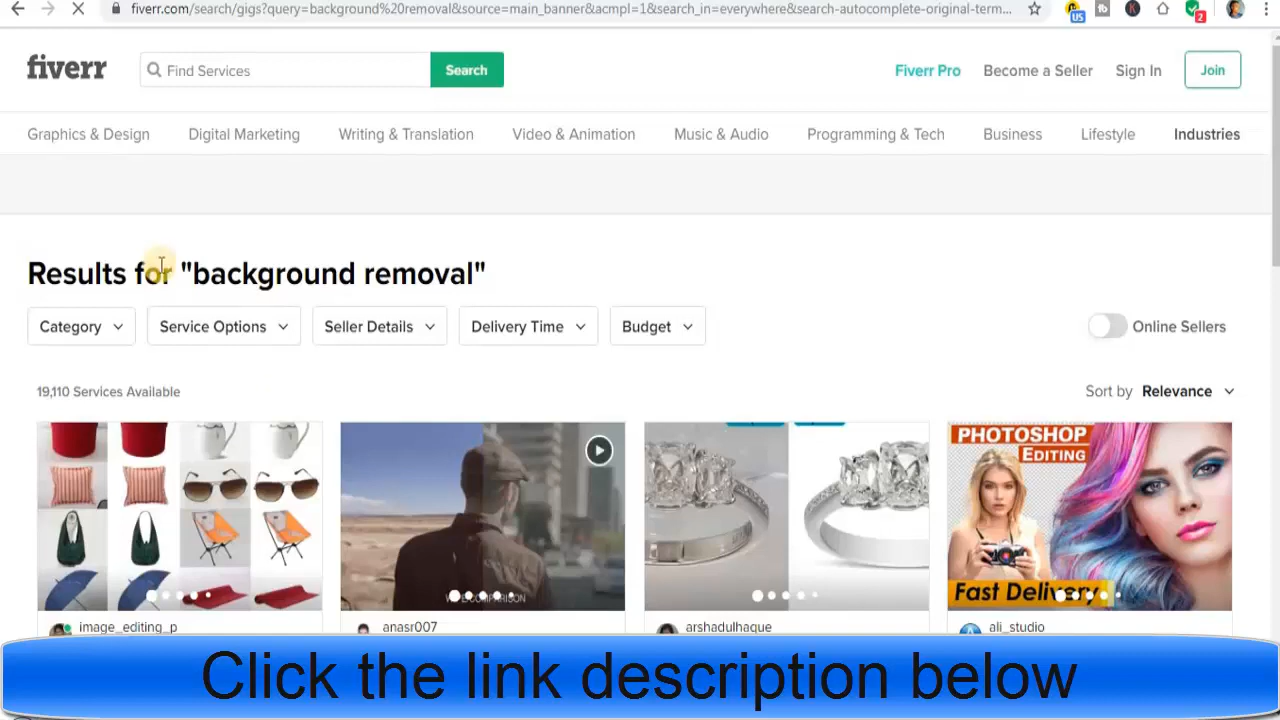 fiverr.com/search/gigs?query=background%20removal&source=main_banner&acmpl=1&search_in=everywhere&search-autocomplete-original-term...
US
tb
K
2
fiverr
Find Services
Search
Fiverr Pro
Become a Seller
Sign In
Join
Graphics & Design
Digital Marketing
Writing & Translation
Video & Animation
Music & Audio
Programming & Tech
Business
Lifestyle
Industries
Results for "background removal"
Category
Service Options
Seller Details
Delivery Time
Budget
Online Sellers
19,110 Services Available
Sort by Relevance
COMPARISON
PHOTOSHOP
EDITING
Fast Delivery
image_editing_p
anasr007
arshadulhaque
ali_studio
Click the link description below